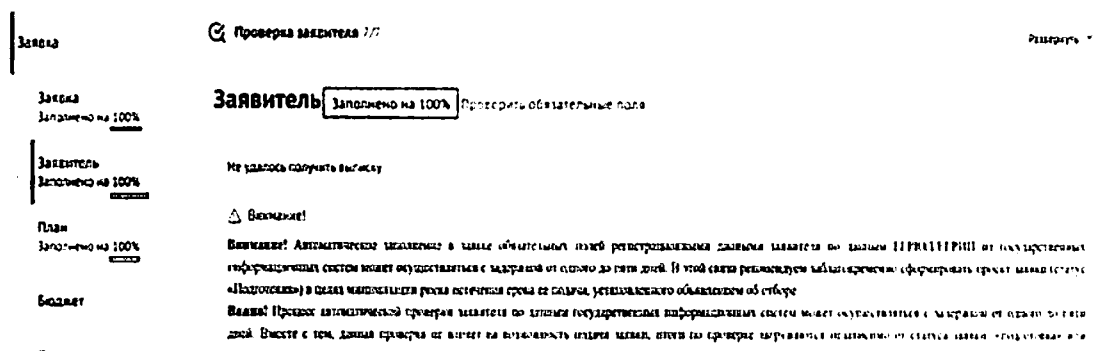 Заявка
Проверка заявителя 7/7
Развернуть
Заявка
Заполнено на 100%
Заявитель Заполнено на 100% Проверить обязательные поля
Заявитель
Заполнено на 100%
Не удалось получить выписку
План
Заполнено на 100%
Внимание!
Внимание! Автоматическое заполнение в заявке обязательных полей регистрационными данными заявителя по данным ЕГРЮЛ/ЕГРИП из государственных
информационных систем может осуществляться с задержкой от одного до пяти дней. В этой связи рекомендуем заблаговременно сформировать проект заявки (статус
«Подготовка») в целях минимизации риска истечения срока ее подачи, установленного объявлением об отборе
Бюджет
Важно! Процесс автоматической проверки заявителя по данным государственных информационных систем может осуществляться с задержкой от одного до пяти
дней. Вместе с тем, данная проверка не влияет на возможность подачи заявки, итоги по проверке загружаются независимо от статуса заявки